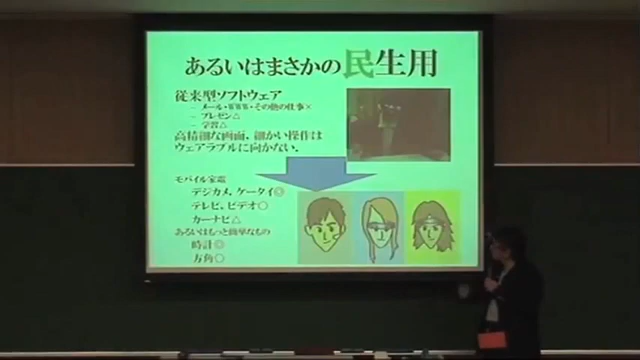 あるいはまさかの民生用
従来型ソフトウェア
– メール・WWW・その他の仕事×
– プレゼン△
– 学習△
高精細な画面、細かい操作は
ウェアラブルに向かない.
モバイル家電
デジカメ、ケータイ◎
テレビ、ビデオ○
カーナビ△
あるいはもっと簡単なもの
時計◎
方角○